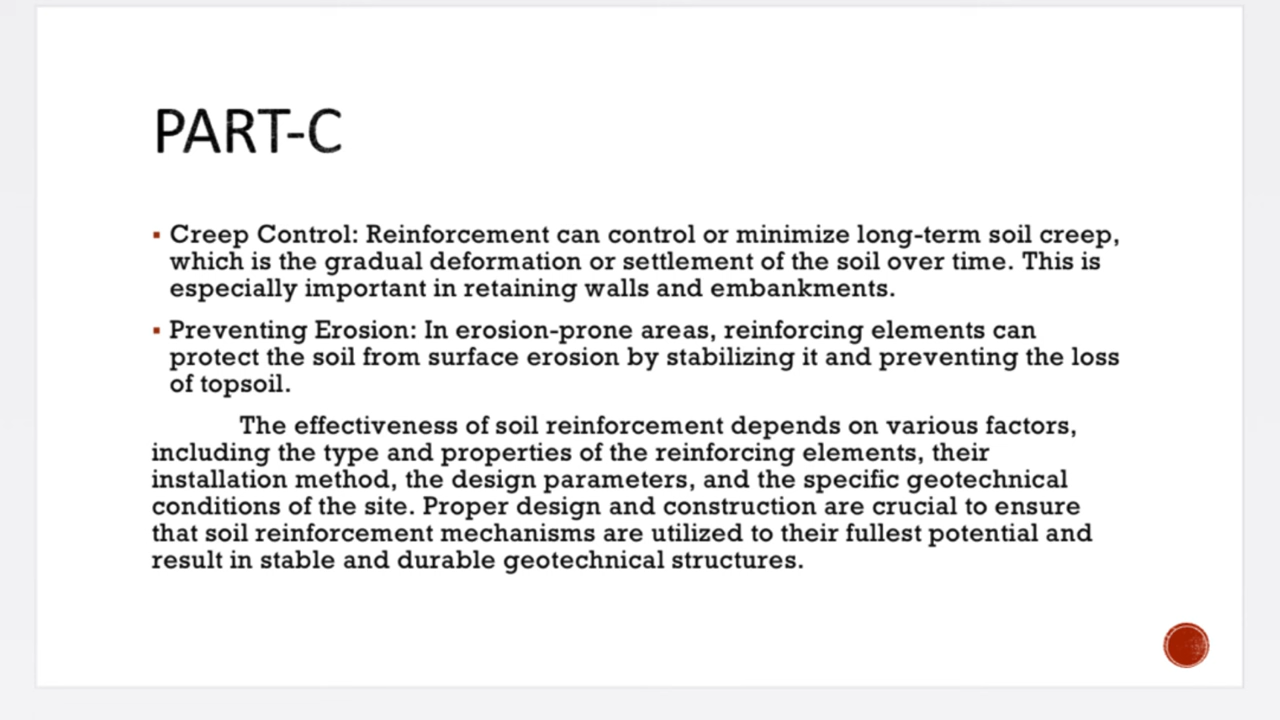 PART-C
▪ Creep Control: Reinforcement can control or minimize long-term soil creep,
which is the gradual deformation or settlement of the soil over time. This is
especially important in retaining walls and embankments.
▪ Preventing Erosion: In erosion-prone areas, reinforcing elements can
protect the soil from surface erosion by stabilizing it and preventing the loss
of topsoil.
The effectiveness of soil reinforcement depends on various factors,
including the type and properties of the reinforcing elements, their
installation method, the design parameters, and the specific geotechnical
conditions of the site. Proper design and construction are crucial to ensure
that soil reinforcement mechanisms are utilized to their fullest potential and
result in stable and durable geotechnical structures.